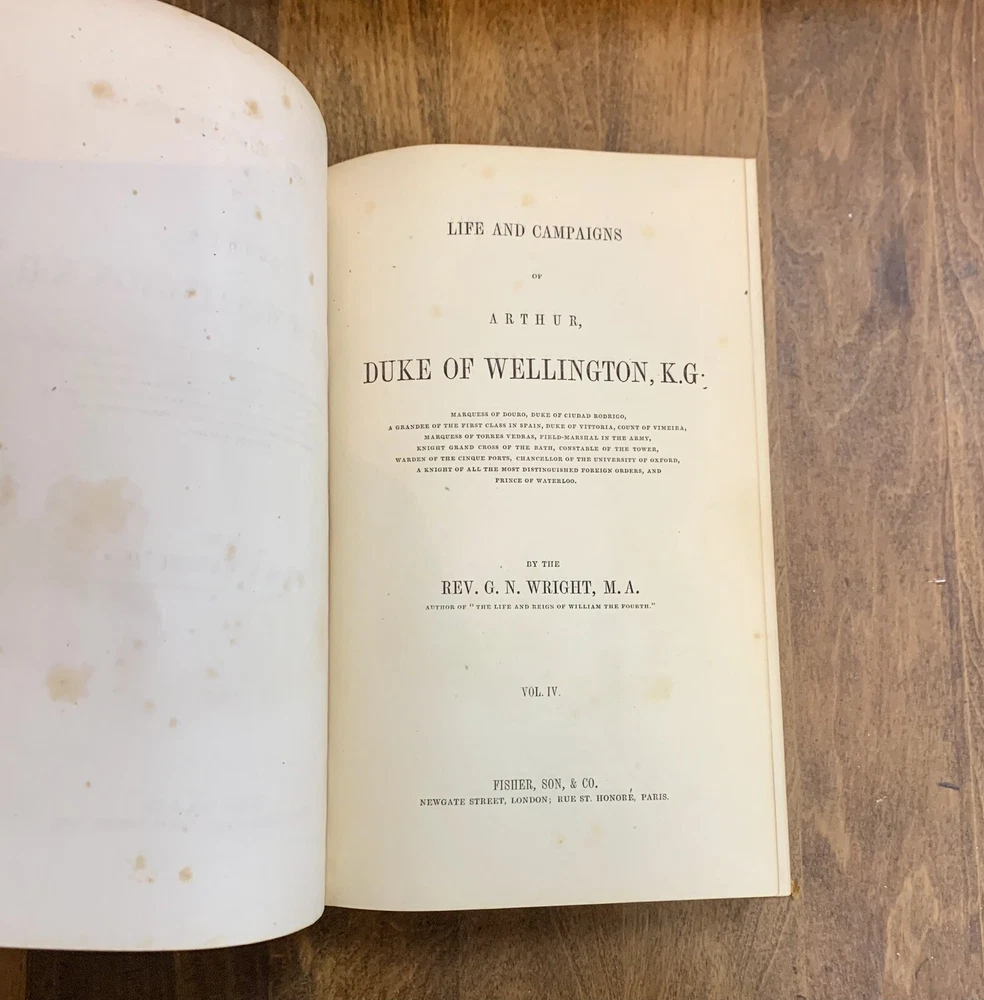 LIFE AND CAMPAIGNS
OF
ARTHUR,
DUKE OF WELLINGTON, K.G.
MARQUESS OF DOURO, DUKE OF CIUDAD RODRIGO,
A GRANDEE OF THE FIRST CLASS IN SPAIN, DUKE OF VITTORIA, COUNT OF VIMEIRA,
MARQUESS OF TORRES VEDRAS, FIELD-MARSHAL IN THE ARMY,
KNIGHT GRAND CROSS OF THE BATH, CONSTABLE OF THE TOWER,
WARDEN OF THE CINQUE PORTS, CHANCELLOR OF THE UNIVERSITY OF OXFORD,
A KNIGHT OF ALL THE MOST DISTINGUISHED FOREIGN ORDERS, AND
PRINCE OF WATERLOO.
BY THE
REV. G. N. WRIGHT, M.A.
AUTHOR OF "THE LIFE AND REIGN OF WILLIAM THE FOURTH."
VOL. IV.
FISHER, SON, & CO.
NEWGATE STREET, LONDON; RUE ST. HONORÉ, PARIS.